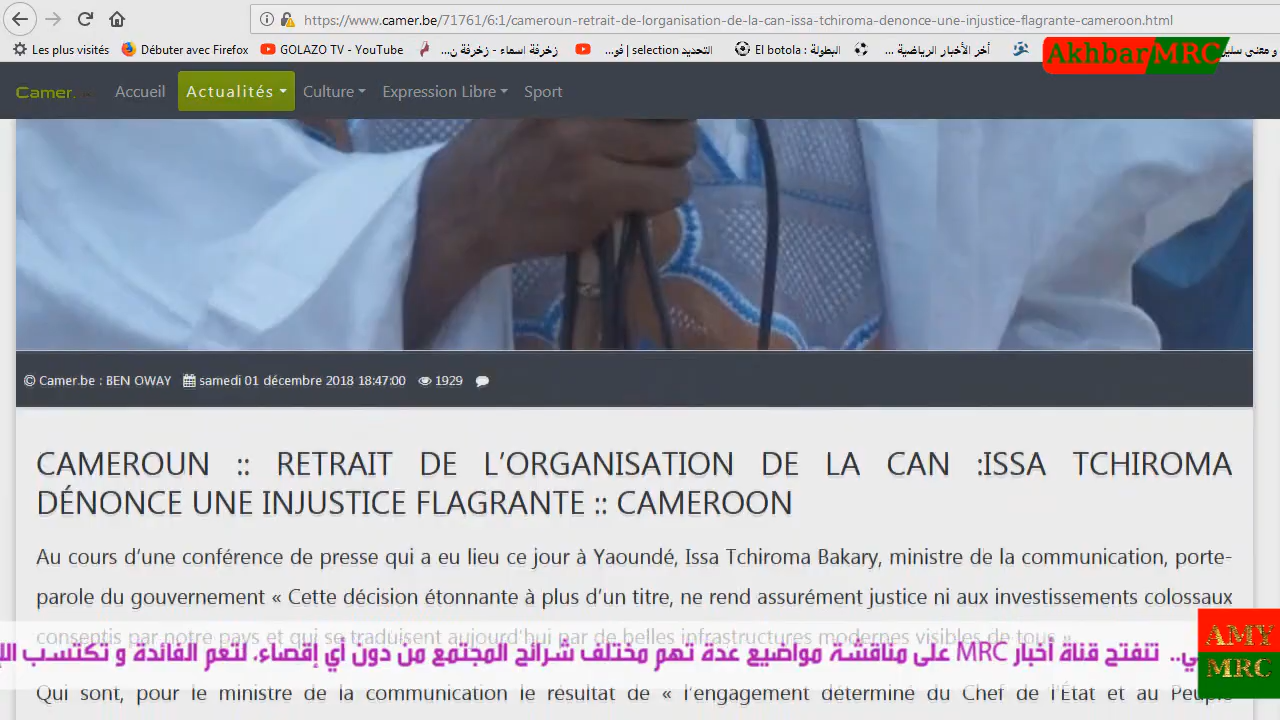 https://www.camer.be/71761/6:1/cameroun-retrait-de-lorganisation-de-la-can-issa-tchiroma-denonce-une-injustice-flagrante-cameroon.html
Les plus visités Débuter avec Firefox GOLAZO TV - YouTube زخرفة اسماء - زخرفة ن... التحديد selection | فو... El botola : البطولة آخر الأخبار الرياضية ... و معنى سلين
AkhbarMRC
Camer. Accueil Actualités Culture Expression Libre Sport
© Camer.be : BEN OWAY samedi 01 décembre 2018 18:47:00 1929
CAMEROUN :: RETRAIT DE L’ORGANISATION DE LA CAN :ISSA TCHIROMA
DÉNONCE UNE INJUSTICE FLAGRANTE :: CAMEROON
Au cours d’une conférence de presse qui a eu lieu ce jour à Yaoundé, Issa Tchiroma Bakary, ministre de la communication, porte-
parole du gouvernement « Cette décision étonnante à plus d’un titre, ne rend assurément justice ni aux investissements colossaux
consentis par notre pays et qui se traduisent aujourd’hui par de belles infrastructures modernes visibles de tous »
ي.. تنفتح قناة أخبار MRC على مناقشة مواضيع عدة تهم مختلف شرائح المجتمع من دون أي إقصاء، لتعم الفائدة و تكتسب
AMY
MRC
Qui sont, pour le ministre de la communication le résultat de « l’engagement déterminé du Chef de l’État et au Peuple